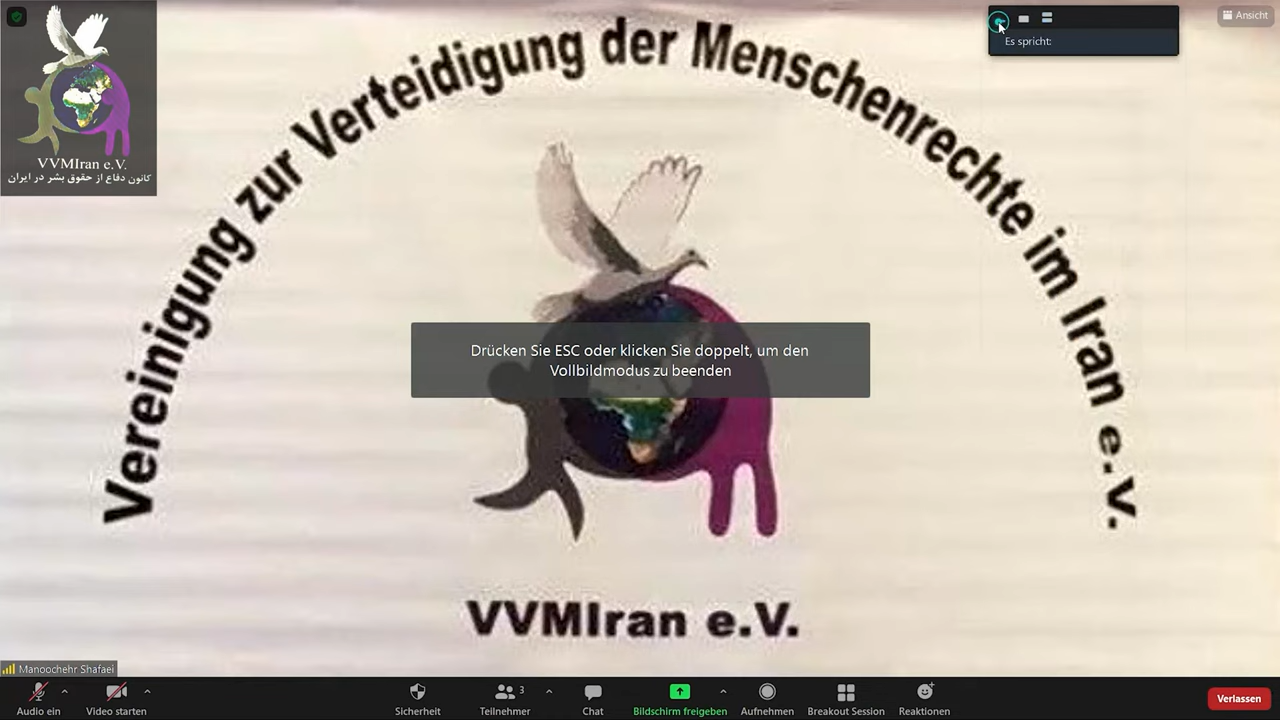 VVMIran e.V.
کانون دفاع از حقوق بشر در ایران
Es spricht:
Ansicht
Vereinigung zur Verteidigung der Menschenrechte im Iran e.V.
Drücken Sie ESC oder klicken Sie doppelt, um den
Vollbildmodus zu beenden
VVMIran e.V.
Manoochehr Shafaei
Audio ein
Video starten
Sicherheit
Teilnehmer
3
Chat
Bildschirm freigeben
Aufnehmen
Breakout Session
Reaktionen
Verlassen